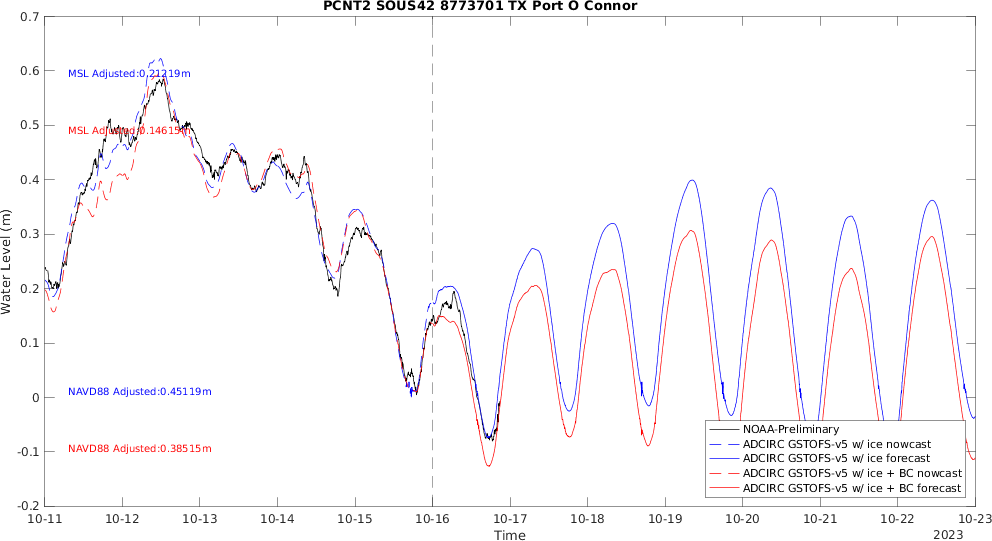 PCNT2 SOUS42 8773701 TX Port O Connor
0.7
0.6
0.5
0.4
0.3
0.2
0.1
0
-0.1
-0.2
Water Level (m)
MSL Adjusted:0.21219m
MSL Adjusted:0.14615m
NAVD88 Adjusted:0.45119m
NAVD88 Adjusted:0.38515m
NOAA-Preliminary
ADCIRC GSTOFS-v5 w/ ice nowcast
ADCIRC GSTOFS-v5 w/ ice forecast
ADCIRC GSTOFS-v5 w/ ice + BC nowcast
ADCIRC GSTOFS-v5 w/ ice + BC forecast
10-11 10-12 10-13 10-14 10-15 10-16 10-17 10-18 10-19 10-20 10-21 10-22 10-23
Time
2023